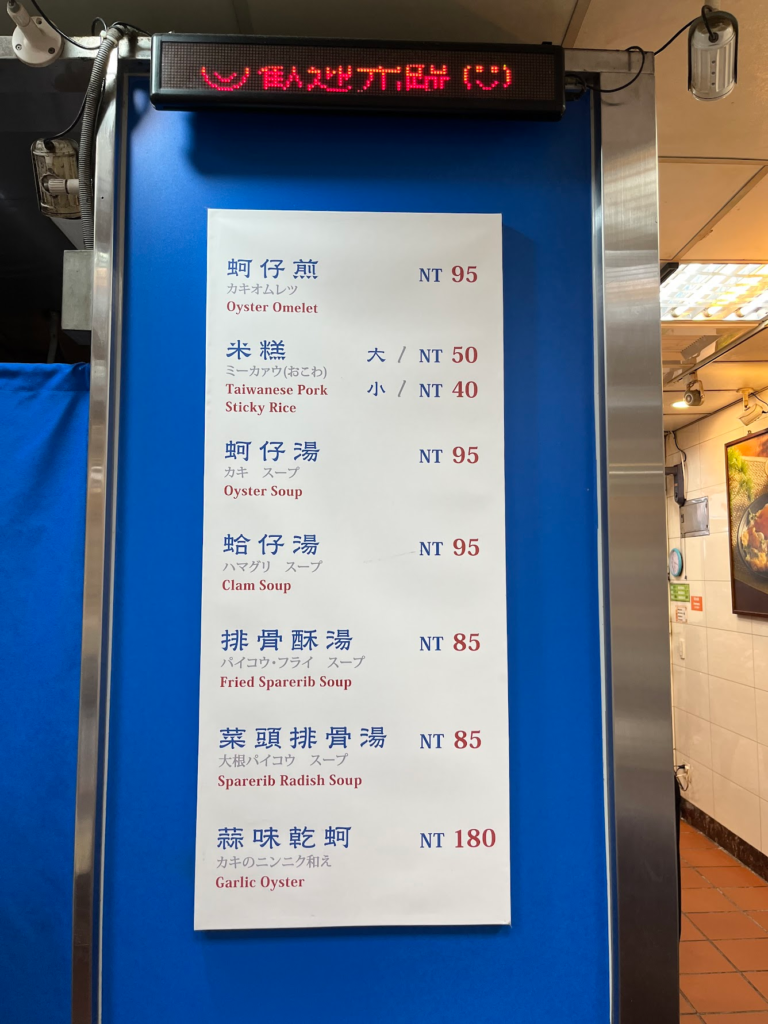 蚵仔煎 NT 95
カキオムレツ
Oyster Omelet
米糕 大 / NT 50
ミーカァウ(おこわ)
Taiwanese Pork 小 / NT 40
Sticky Rice
蚵仔湯 NT 95
カキ スープ
Oyster Soup
蛤仔湯 NT 95
ハマグリ スープ
Clam Soup
排骨酥湯 NT 85
パイコウ・フライ スープ
Fried Sparerib Soup
菜頭排骨湯 NT 85
大根パイコウ スープ
Sparerib Radish Soup
蒜味乾蚵 NT 180
カキのニンニク和え
Garlic Oyster